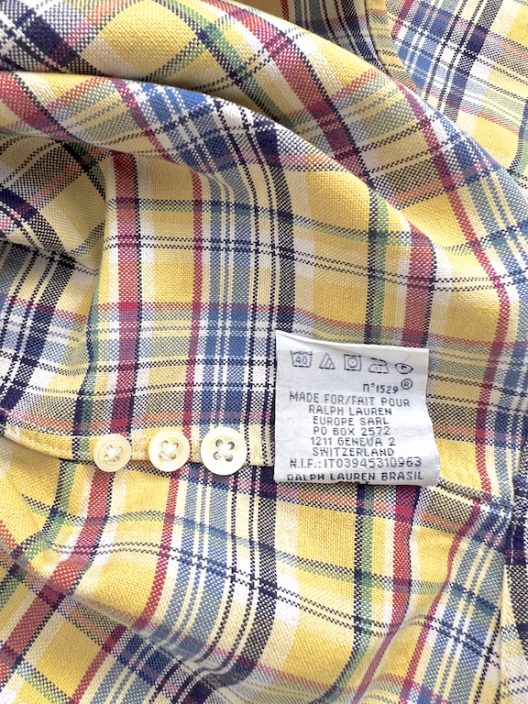 40
n°1529 ®
MADE FOR/FAIT POUR
RALPH LAUREN
EUROPE SARL
PO BOX 2572
1211 GENEVA 2
SWITZERLAND
N.I.F.:IT03945310963
RALPH LAUREN BRASIL